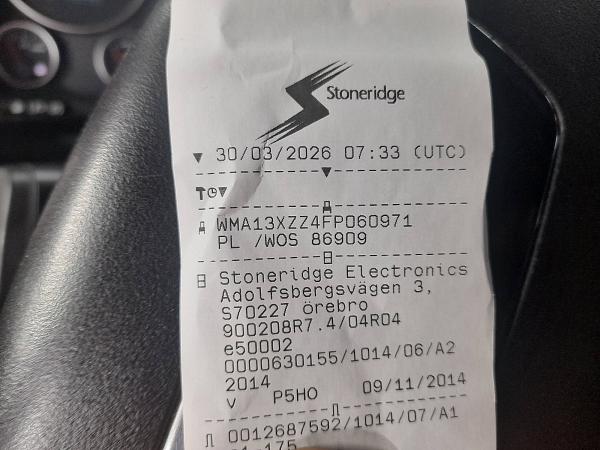 Stoneridge
▼ 30/03/2026 07:33 (UTC)
WMA13XZZ4FP060971
PL /WOS 86909
Stoneridge Electronics
Adolfsbergsvägen 3,
S70227 Örebro
900208R7.4/04R04
e50002
0000630155/1014/06/A2
2014
v P5HO 09/11/2014
0012687592/1014/07/A1